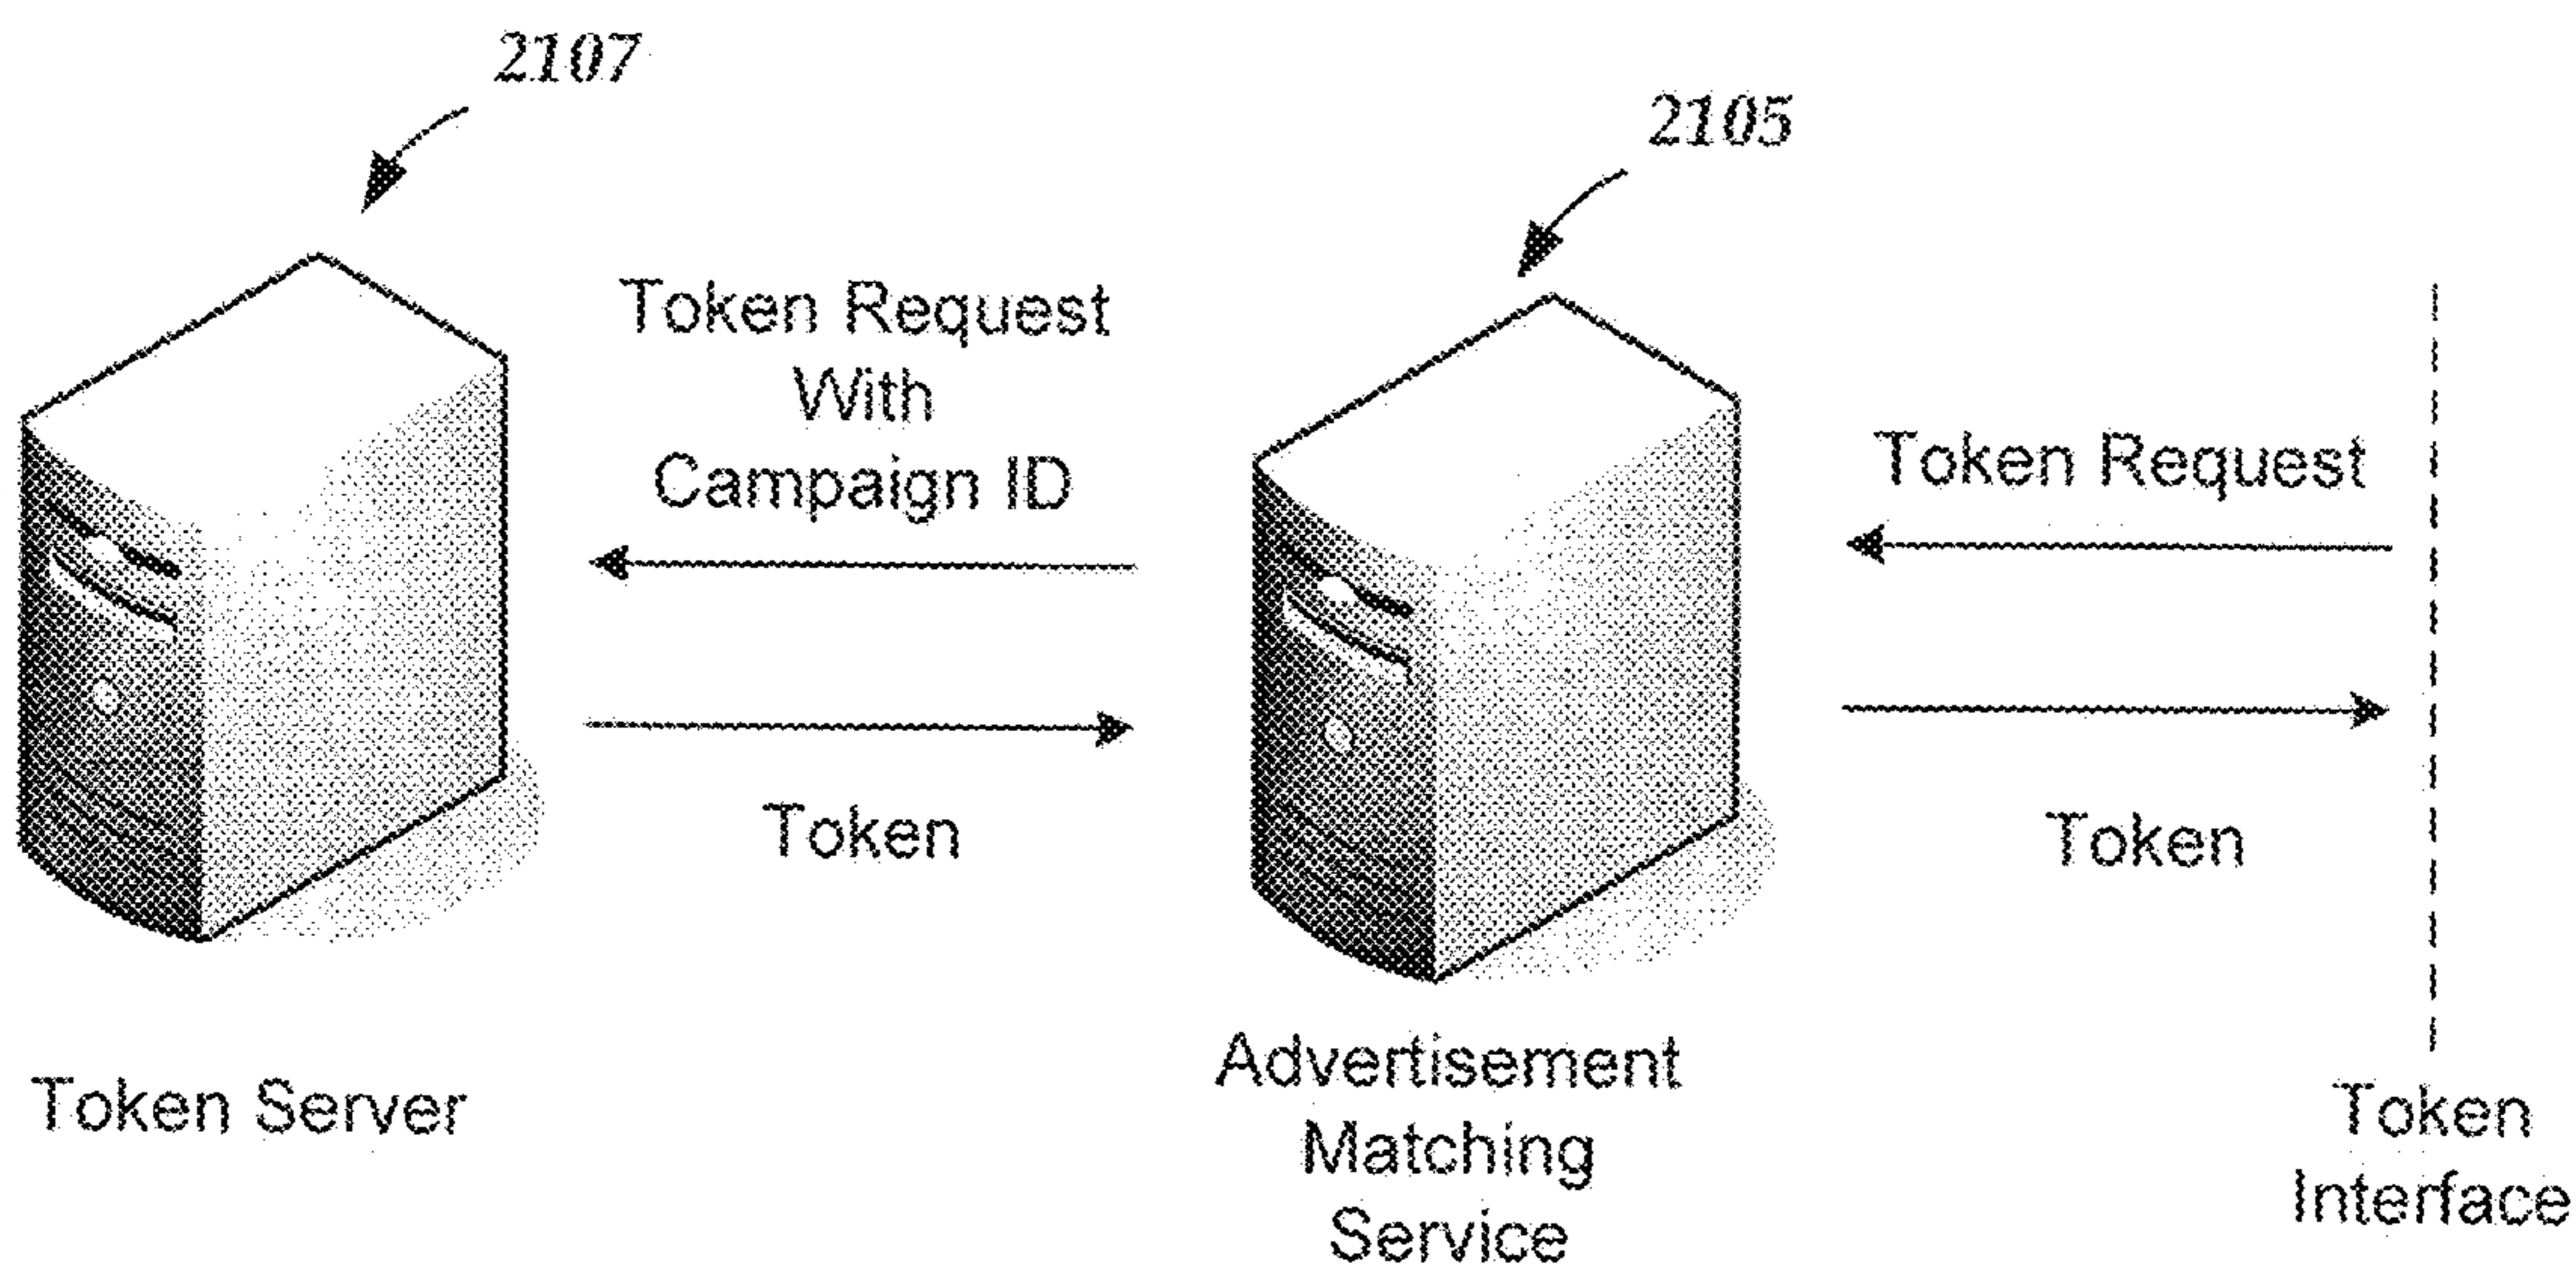 2107
2105
Token Request
With
Campaign ID
Token Request
Token
Token
Token Server
Advertisement
Matching
Service
Token
Interface